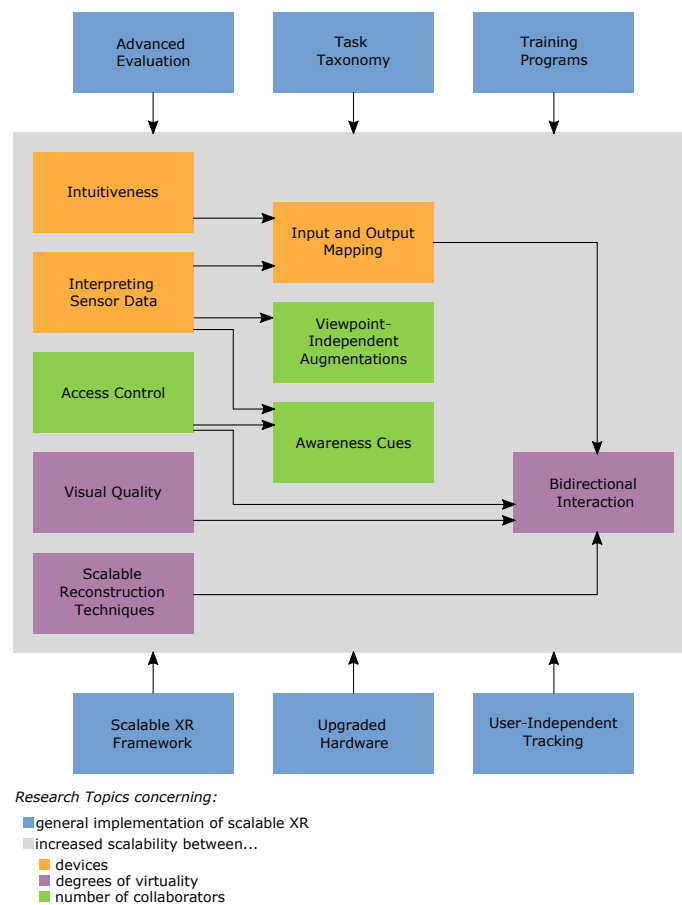 Advanced
Evaluation
Task
Taxonomy
Training
Programs
Intuitiveness
Input and Output
Mapping
Interpreting
Sensor Data
Viewpoint-
Independent
Augmentations
Access Control
Awareness Cues
Visual Quality
Bidirectional
Interaction
Scalable
Reconstruction
Techniques
Scalable XR
Framework
Upgraded
Hardware
User-Independent
Tracking
Research Topics concerning:
general implementation of scalable XR
increased scalability between...
devices
degrees of virtuality
number of collaborators